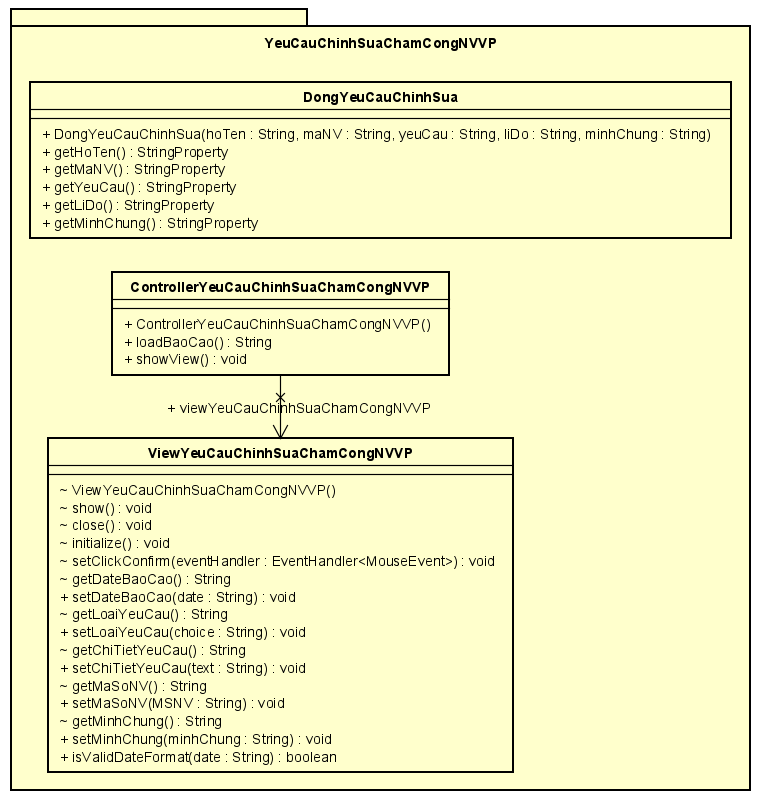 YeuCauChinhSuaChamCongNVVP
DongYeuCauChinhSua
+ DongYeuCauChinhSua(hoTen : String, maNV : String, yeuCau : String, liDo : String, minhChung : String)
+ getHoTen() : StringProperty
+ getMaNV() : StringProperty
+ getYeuCau() : StringProperty
+ getLiDo() : StringProperty
+ getMinhChung() : StringProperty
ControllerYeuCauChinhSuaChamCongNVVP
+ ControllerYeuCauChinhSuaChamCongNVVP()
+ loadBaoCao() : String
+ showView() : void
+ viewYeuCauChinhSuaChamCongNVVP
ViewYeuCauChinhSuaChamCongNVVP
~ ViewYeuCauChinhSuaChamCongNVVP()
~ show() : void
~ close() : void
~ initialize() : void
~ setClickConfirm(eventHandler : EventHandler<MouseEvent>) : void
~ getDateBaoCao() : String
+ setDateBaoCao(date : String) : void
~ getLoaiYeuCau() : String
+ setLoaiYeuCau(choice : String) : void
~ getChiTietYeuCau() : String
+ setChiTietYeuCau(text : String) : void
~ getMaSoNV() : String
+ setMaSoNV(MSNV : String) : void
~ getMinhChung() : String
+ setMinhChung(minhChung : String) : void
+ isValidDateFormat(date : String) : boolean